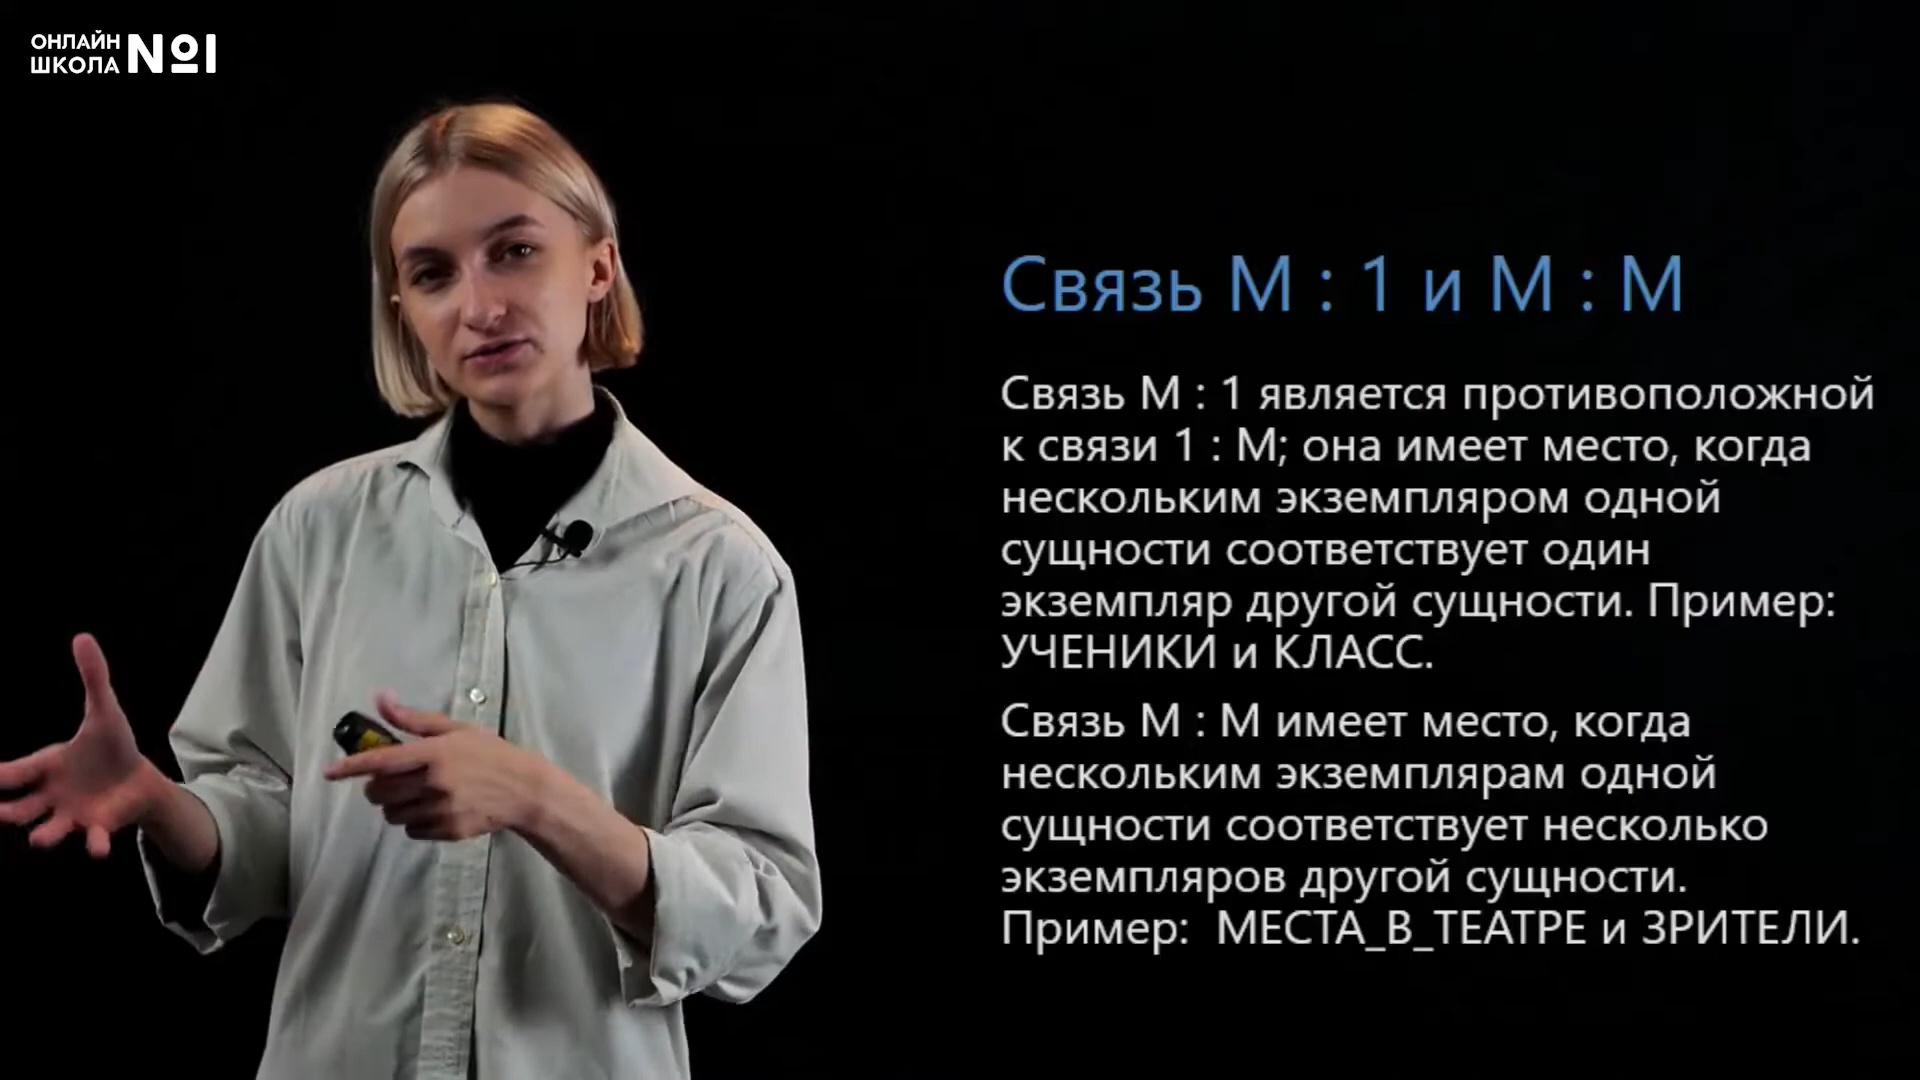 ОНЛАЙН
ШКОЛА №1
Связь М : 1 и М : М
Связь М : 1 является противоположной
к связи 1 : М; она имеет место, когда
нескольким экземпляром одной
сущности соответствует один
экземпляр другой сущности. Пример:
УЧЕНИКИ и КЛАСС.
Связь М : М имеет место, когда
нескольким экземплярам одной
сущности соответствует несколько
экземпляров другой сущности.
Пример: МЕСТА_В_ТЕАТРЕ и ЗРИТЕЛИ.